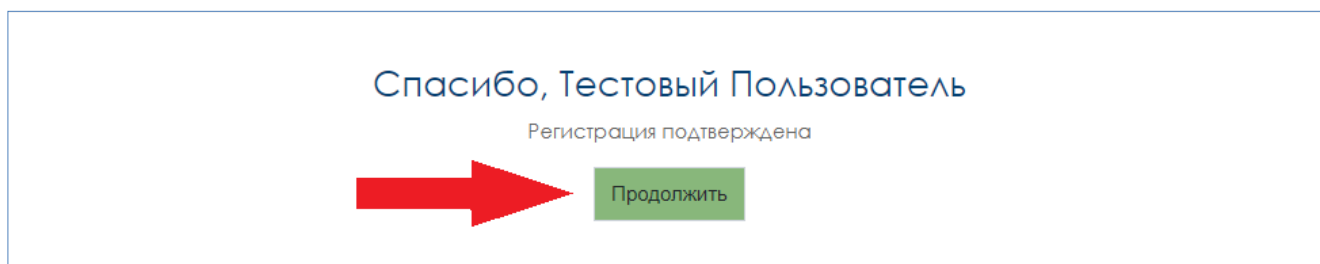 Спасибо, Тестовый Пользователь
Регистрация подтверждена
Продолжить